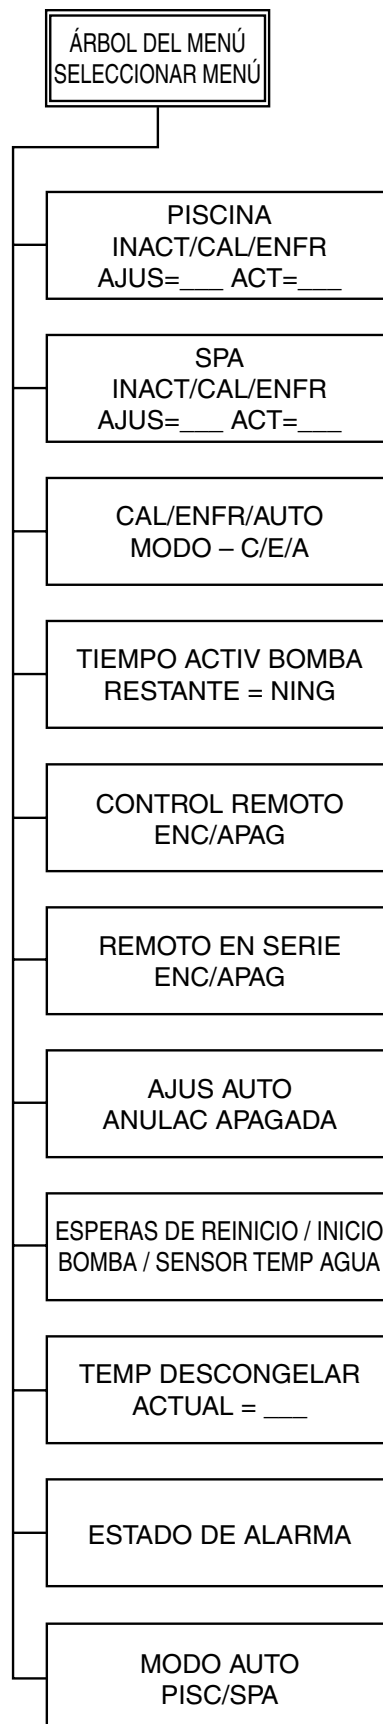 ÁRBOL DEL MENÚ
SELECCIONAR MENÚ
PISCINA
INACT/CAL/ENFR
AJUS=___ ACT=___
SPA
INACT/CAL/ENFR
AJUS=___ ACT=___
CAL/ENFR/AUTO
MODO – C/E/A
TIEMPO ACTIV BOMBA
RESTANTE = NING
CONTROL REMOTO
ENC/APAG
REMOTO EN SERIE
ENC/APAG
AJUS AUTO
ANULAC APAGADA
ESPERAS DE REINICIO / INICIO
BOMBA / SENSOR TEMP AGUA
TEMP DESCONGELAR
ACTUAL = ___
ESTADO DE ALARMA
MODO AUTO
PISC/SPA